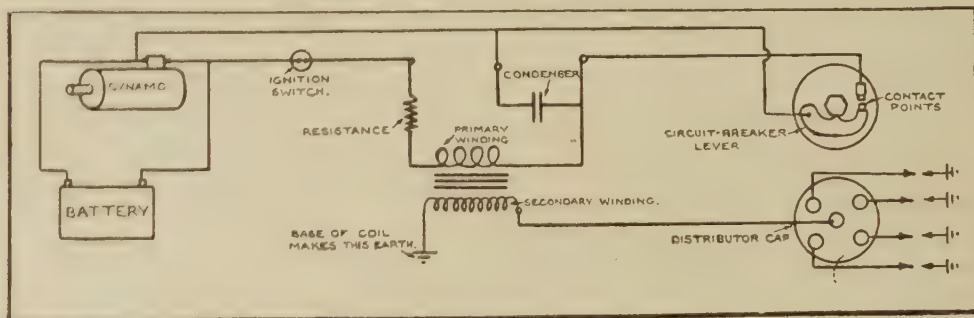 DYNAMO
IGNITION
SWITCH.
CONDENSER
CONTACT
POINTS
RESISTANCE
PRIMARY
WINDING
CIRCUIT-BREAKER
LEVER
BATTERY
SECONDARY WINDING.
BASE OF COIL
MAKES THIS EARTH.
DISTRIBUTOR CAP